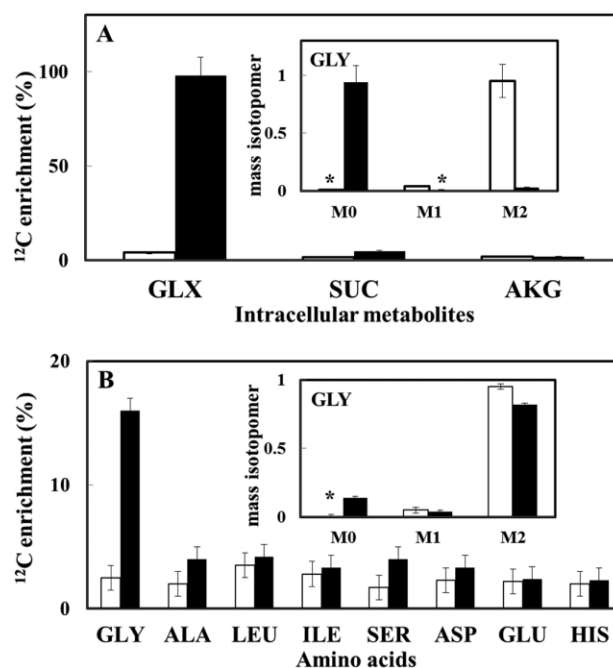 A
¹²C enrichment (%)
100
50
0
GLX SUC AKG
Intracellular metabolites
GLY
mass isotopomer
1
0.5
0
* *
M0 M1 M2
B
¹²C enrichment (%)
20
10
0
GLY ALA LEU ILE SER ASP GLU HIS
Amino acids
GLY
mass isotopomer
1
0.5
0
*
M0 M1 M2